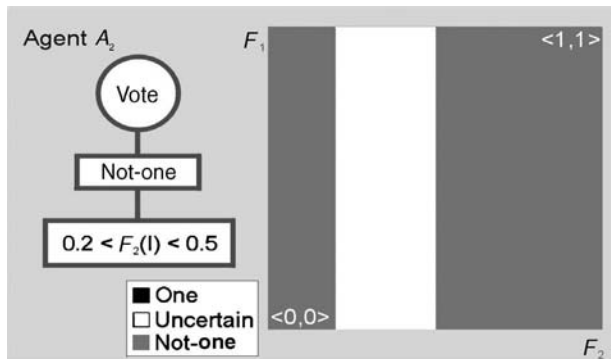 Agent A₂
Vote
Not-one
0.2 < F₂(I) < 0.5
One
Uncertain
Not-one
F₁
<1,1>
<0,0>
F₂